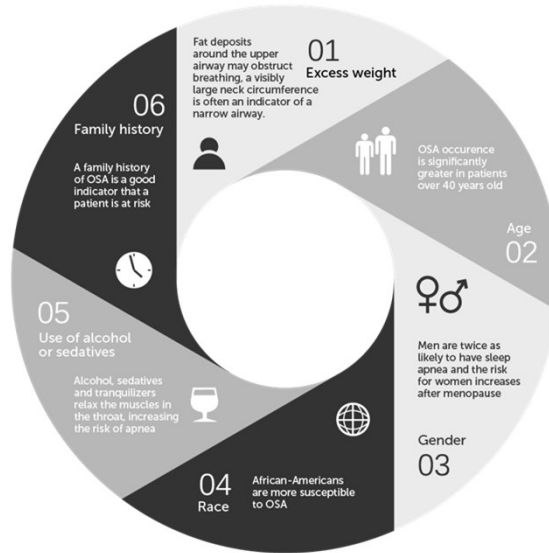 01
Excess weight
Fat deposits
around the upper
airway may obstruct
breathing, a visibly
large neck circumference
is often an indicator of a
narrow airway.
OSA occurence
is significantly
greater in patients
over 40 years old
Age
02
Men are twice as
likely to have sleep
apnea and the risk
for women increases
after menopause
Gender
03
04
Race
African-Americans
are more susceptible
to OSA
05
Use of alcohol
or sedatives
Alcohol, sedatives
and tranquilizers
relax the muscles in
the throat, increasing
the risk of apnea
06
Family history
A family history
of OSA is a good
indicator that a
patient is at risk